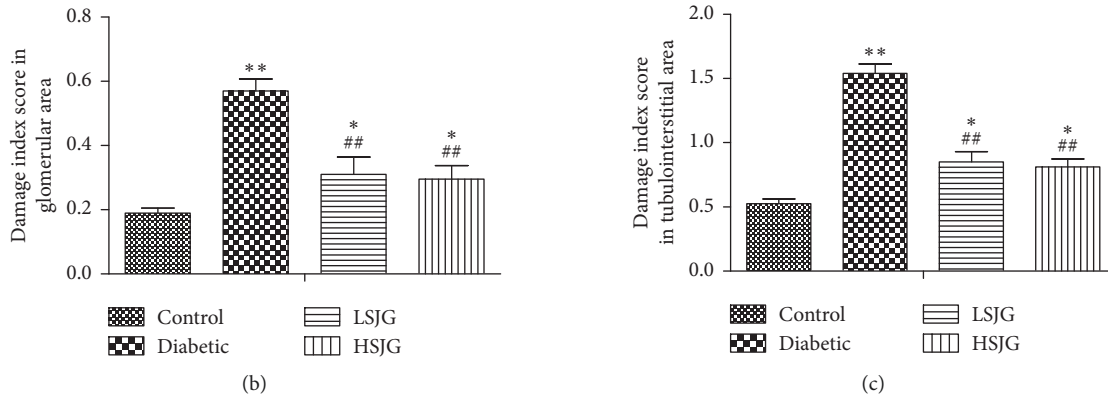 Damage index score in
glomerular area
0.8
0.6
0.4
0.2
0.0
**
*
##
*
##
Control
Diabetic
LSJG
HSJG
(b)
Damage index score
in tubulointerstitial area
2.0
1.5
1.0
0.5
0.0
**
*
##
*
##
Control
Diabetic
LSJG
HSJG
(c)